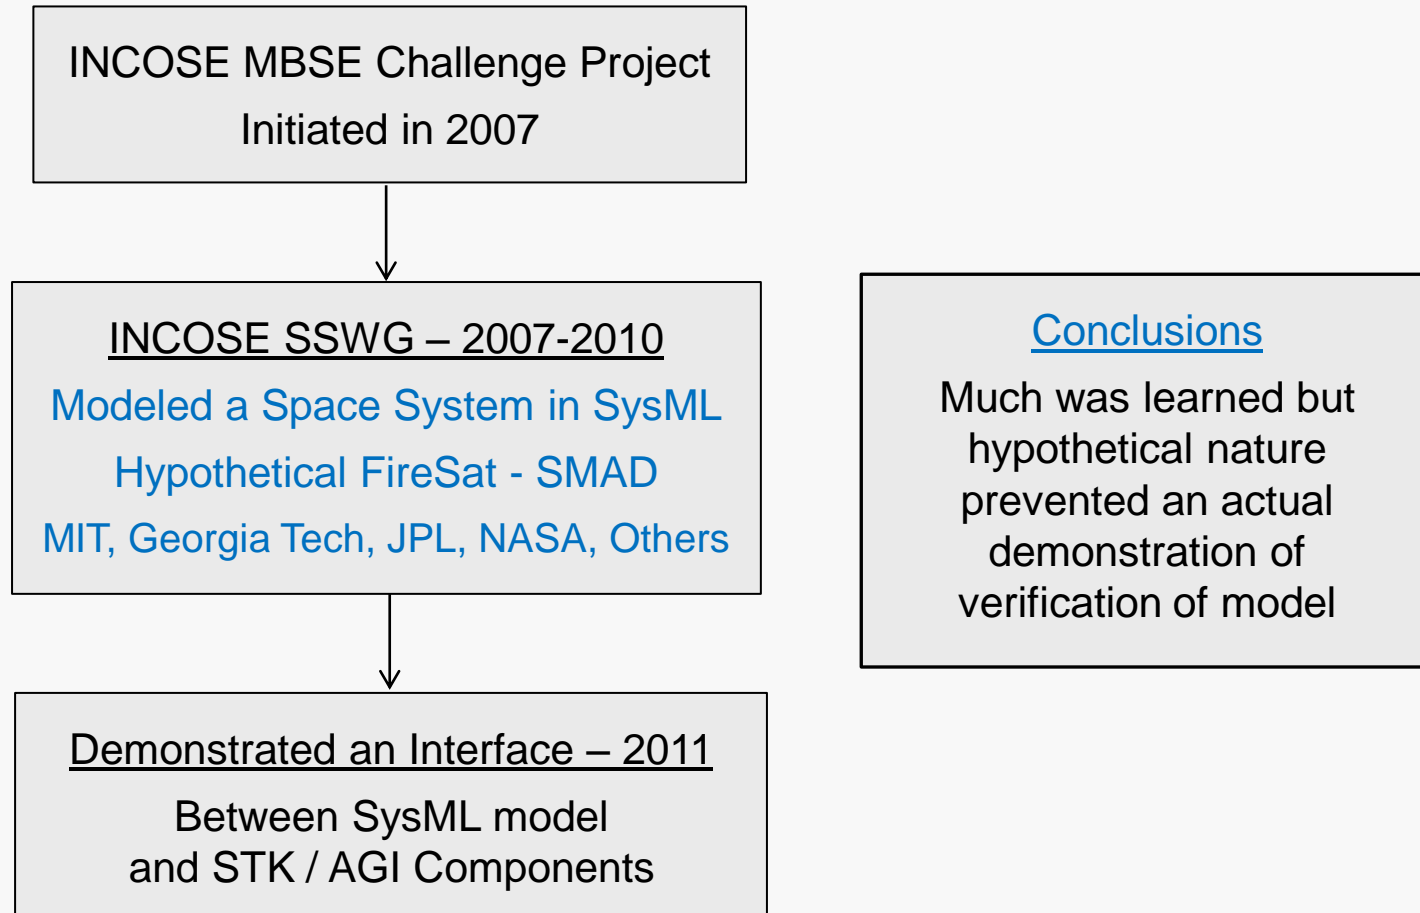 INCOSE MBSE Challenge Project
Initiated in 2007
INCOSE SSWG – 2007-2010
Modeled a Space System in SysML
Hypothetical FireSat - SMAD
MIT, Georgia Tech, JPL, NASA, Others
Demonstrated an Interface – 2011
Between SysML model
and STK / AGI Components
Conclusions
Much was learned but
hypothetical nature
prevented an actual
demonstration of
verification of model